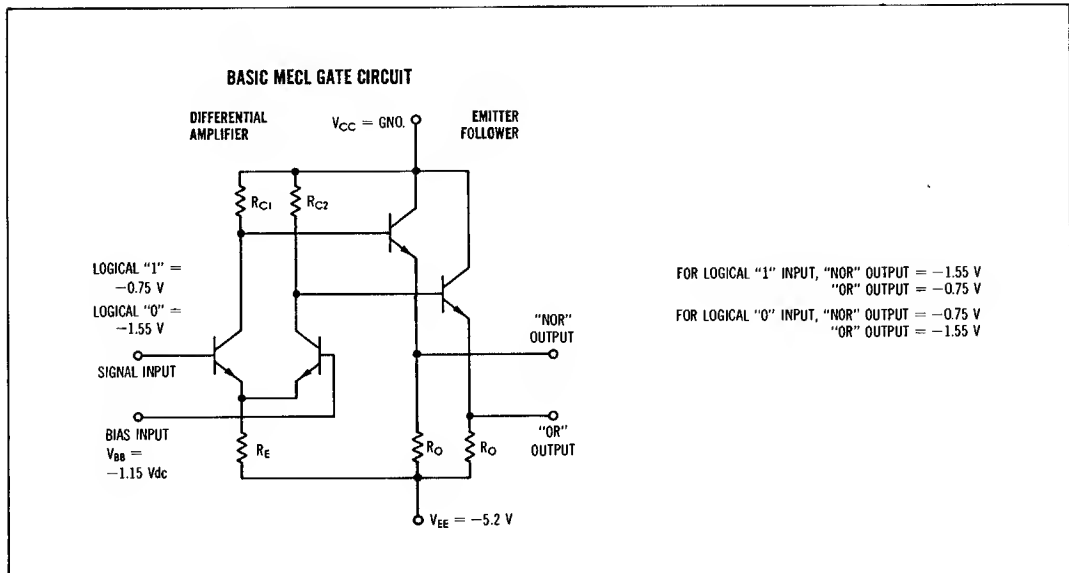 BASIC MECL GATE CIRCUIT
DIFFERENTIAL
AMPLIFIER
VCC = GNO.
EMITTER
FOLLOWER
RC1
RC2
LOGICAL "1" =
−0.75 V
LOGICAL "0" =
−1.55 V
SIGNAL INPUT
BIAS INPUT
VBB =
−1.15 Vdc
RE
RO
RO
"NOR"
OUTPUT
"OR"
OUTPUT
VEE = −5.2 V
FOR LOGICAL "1" INPUT, "NOR" OUTPUT = −1.55 V
"OR" OUTPUT = −0.75 V
FOR LOGICAL "0" INPUT, "NOR" OUTPUT = −0.75 V
"OR" OUTPUT = −1.55 V